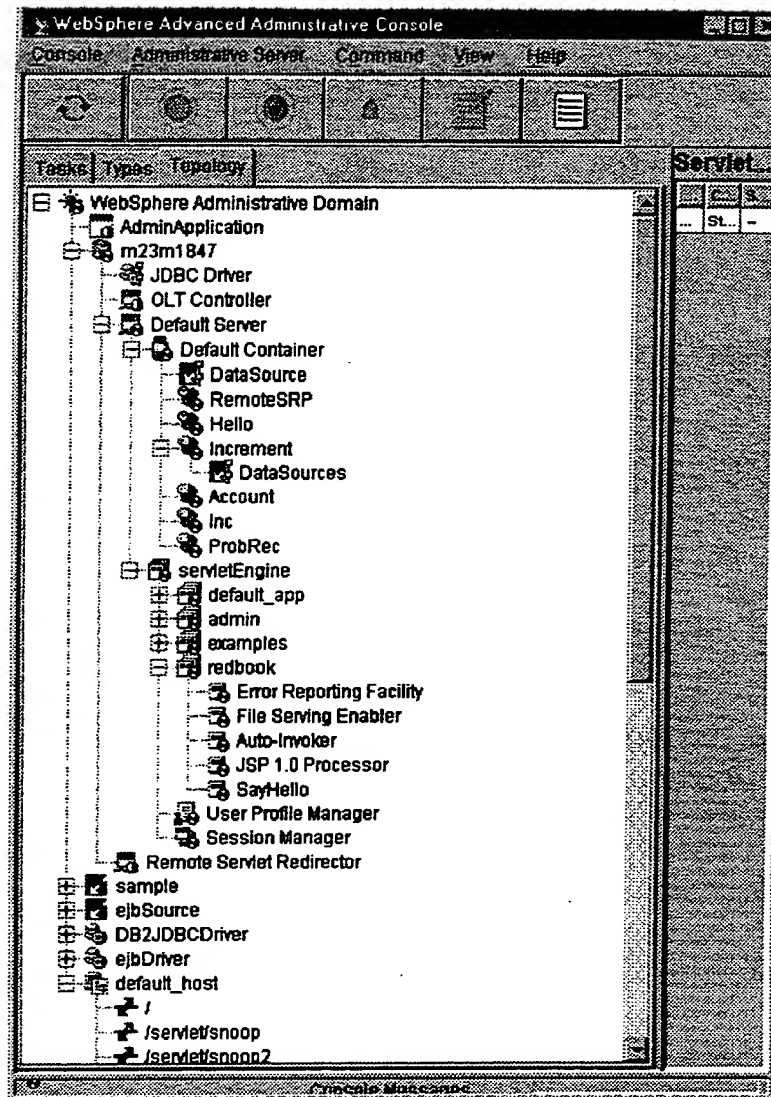 WebSphere Advanced Administrative Console
Console Administrative Server Command View Help
Tasks Types Topology
Servlet...
C... S...
... St... –
WebSphere Administrative Domain
AdminApplication
m23m1847
JDBC Driver
OLT Controller
Default Server
Default Container
DataSource
RemoteSRP
Hello
Increment
DataSources
Account
Inc
ProbRec
servletEngine
default_app
admin
examples
redbook
Error Reporting Facility
File Serving Enabler
Auto-Invoker
JSP 1.0 Processor
SayHello
User Profile Manager
Session Manager
Remote Servlet Redirector
sample
ejbSource
DB2JDBCDriver
ejbDriver
default_host
/
/servlet/snoop
/servlet/snoop2
Console Messages